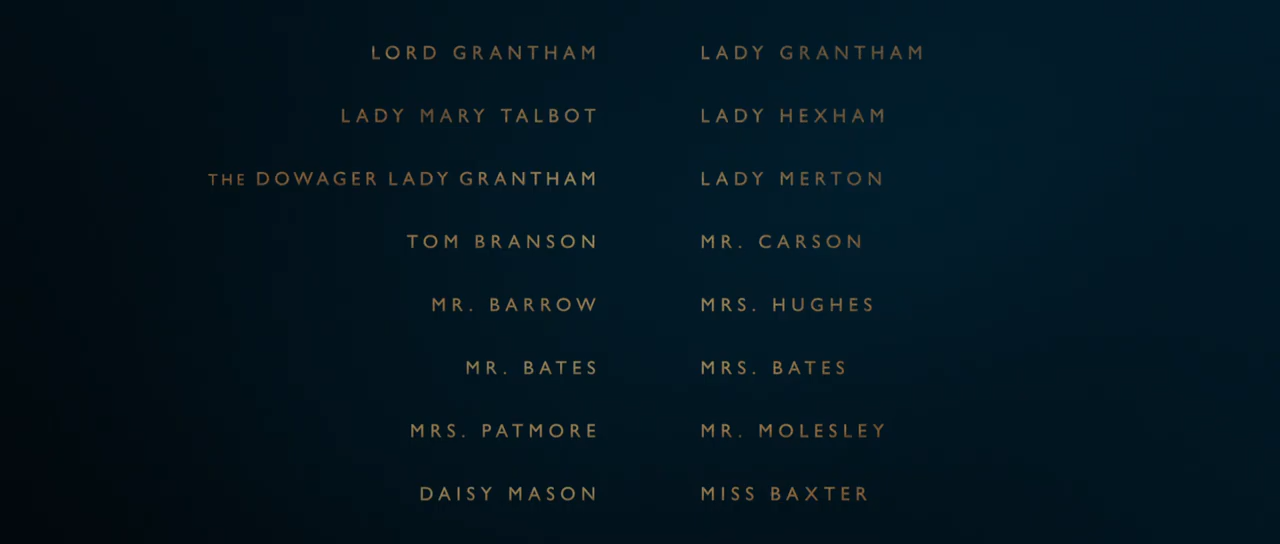 LORD GRANTHAM LADY GRANTHAM
LADY MARY TALBOT LADY HEXHAM
THE DOWAGER LADY GRANTHAM LADY MERTON
TOM BRANSON MR. CARSON
MR. BARROW MRS. HUGHES
MR. BATES MRS. BATES
MRS. PATMORE MR. MOLESLEY
DAISY MASON MISS BAXTER